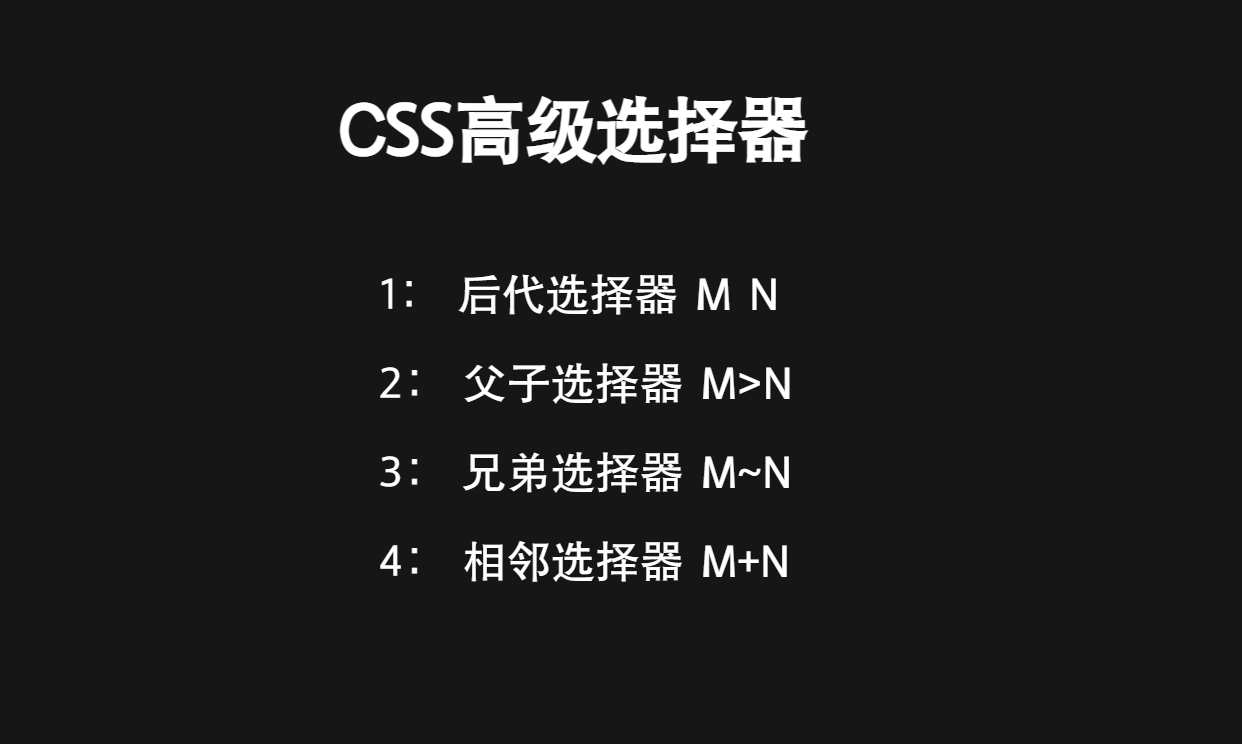 CSS高级选择器
1： 后代选择器 M N
2： 父子选择器 M>N
3： 兄弟选择器 M~N
4： 相邻选择器 M+N